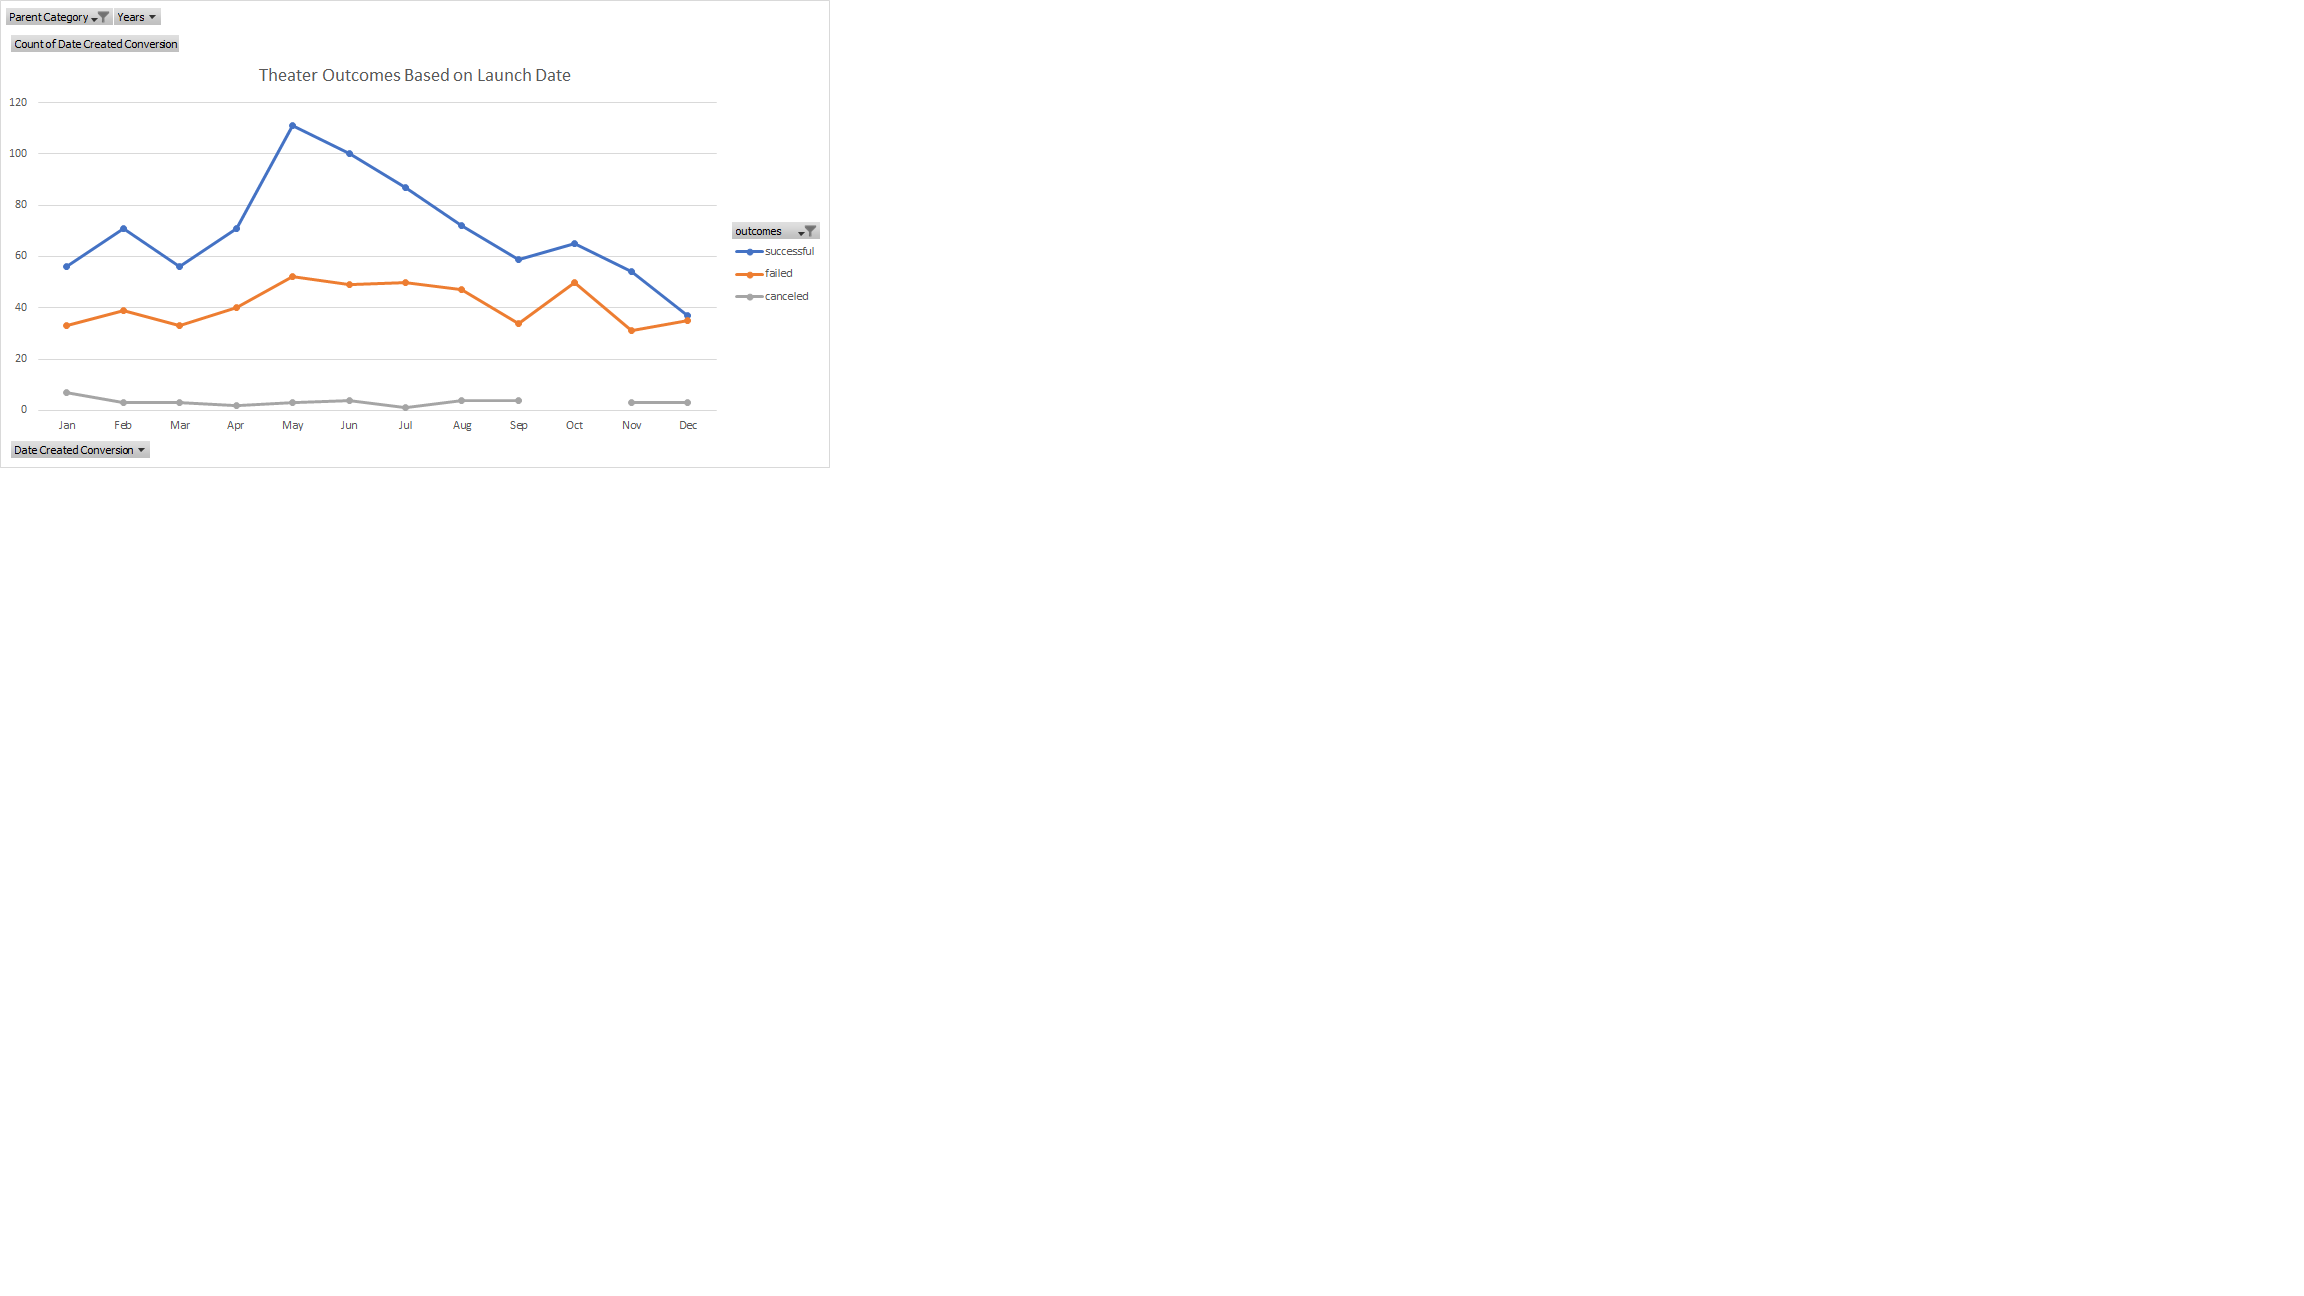 Parent Category Years
Count of Date Created Conversion
Theater Outcomes Based on Launch Date
120
100
80
60
40
20
0
Jan Feb Mar Apr May Jun Jul Aug Sep Oct Nov Dec
outcomes
successful
failed
canceled
Date Created Conversion